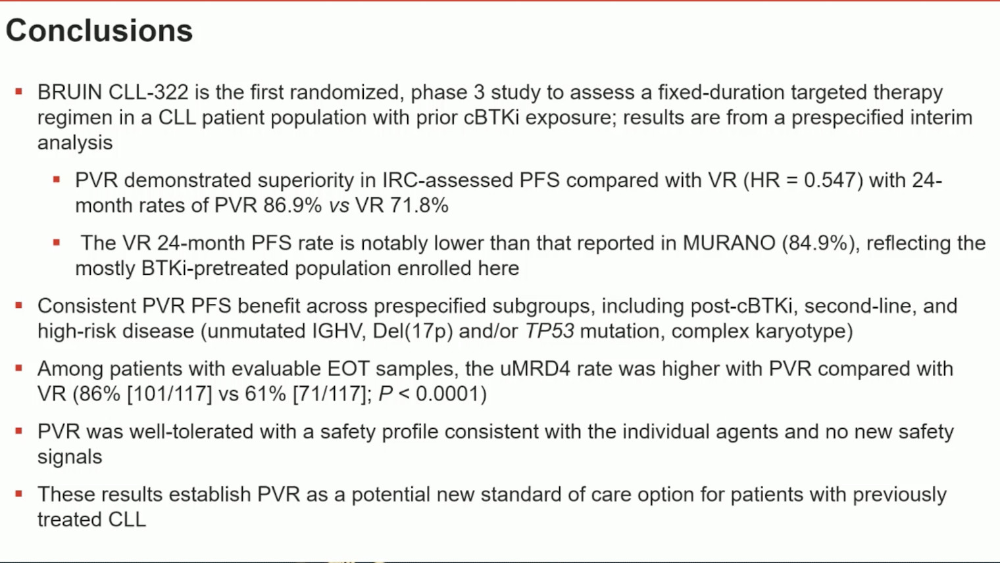 Conclusions
▪ BRUIN CLL-322 is the first randomized, phase 3 study to assess a fixed-duration targeted therapy
regimen in a CLL patient population with prior cBTKi exposure; results are from a prespecified interim
analysis
▪ PVR demonstrated superiority in IRC-assessed PFS compared with VR (HR = 0.547) with 24-
month rates of PVR 86.9% vs VR 71.8%
▪ The VR 24-month PFS rate is notably lower than that reported in MURANO (84.9%), reflecting the
mostly BTKi-pretreated population enrolled here
▪ Consistent PVR PFS benefit across prespecified subgroups, including post-cBTKi, second-line, and
high-risk disease (unmutated IGHV, Del(17p) and/or TP53 mutation, complex karyotype)
▪ Among patients with evaluable EOT samples, the uMRD4 rate was higher with PVR compared with
VR (86% [101/117] vs 61% [71/117]; P < 0.0001)
▪ PVR was well-tolerated with a safety profile consistent with the individual agents and no new safety
signals
▪ These results establish PVR as a potential new standard of care option for patients with previously
treated CLL